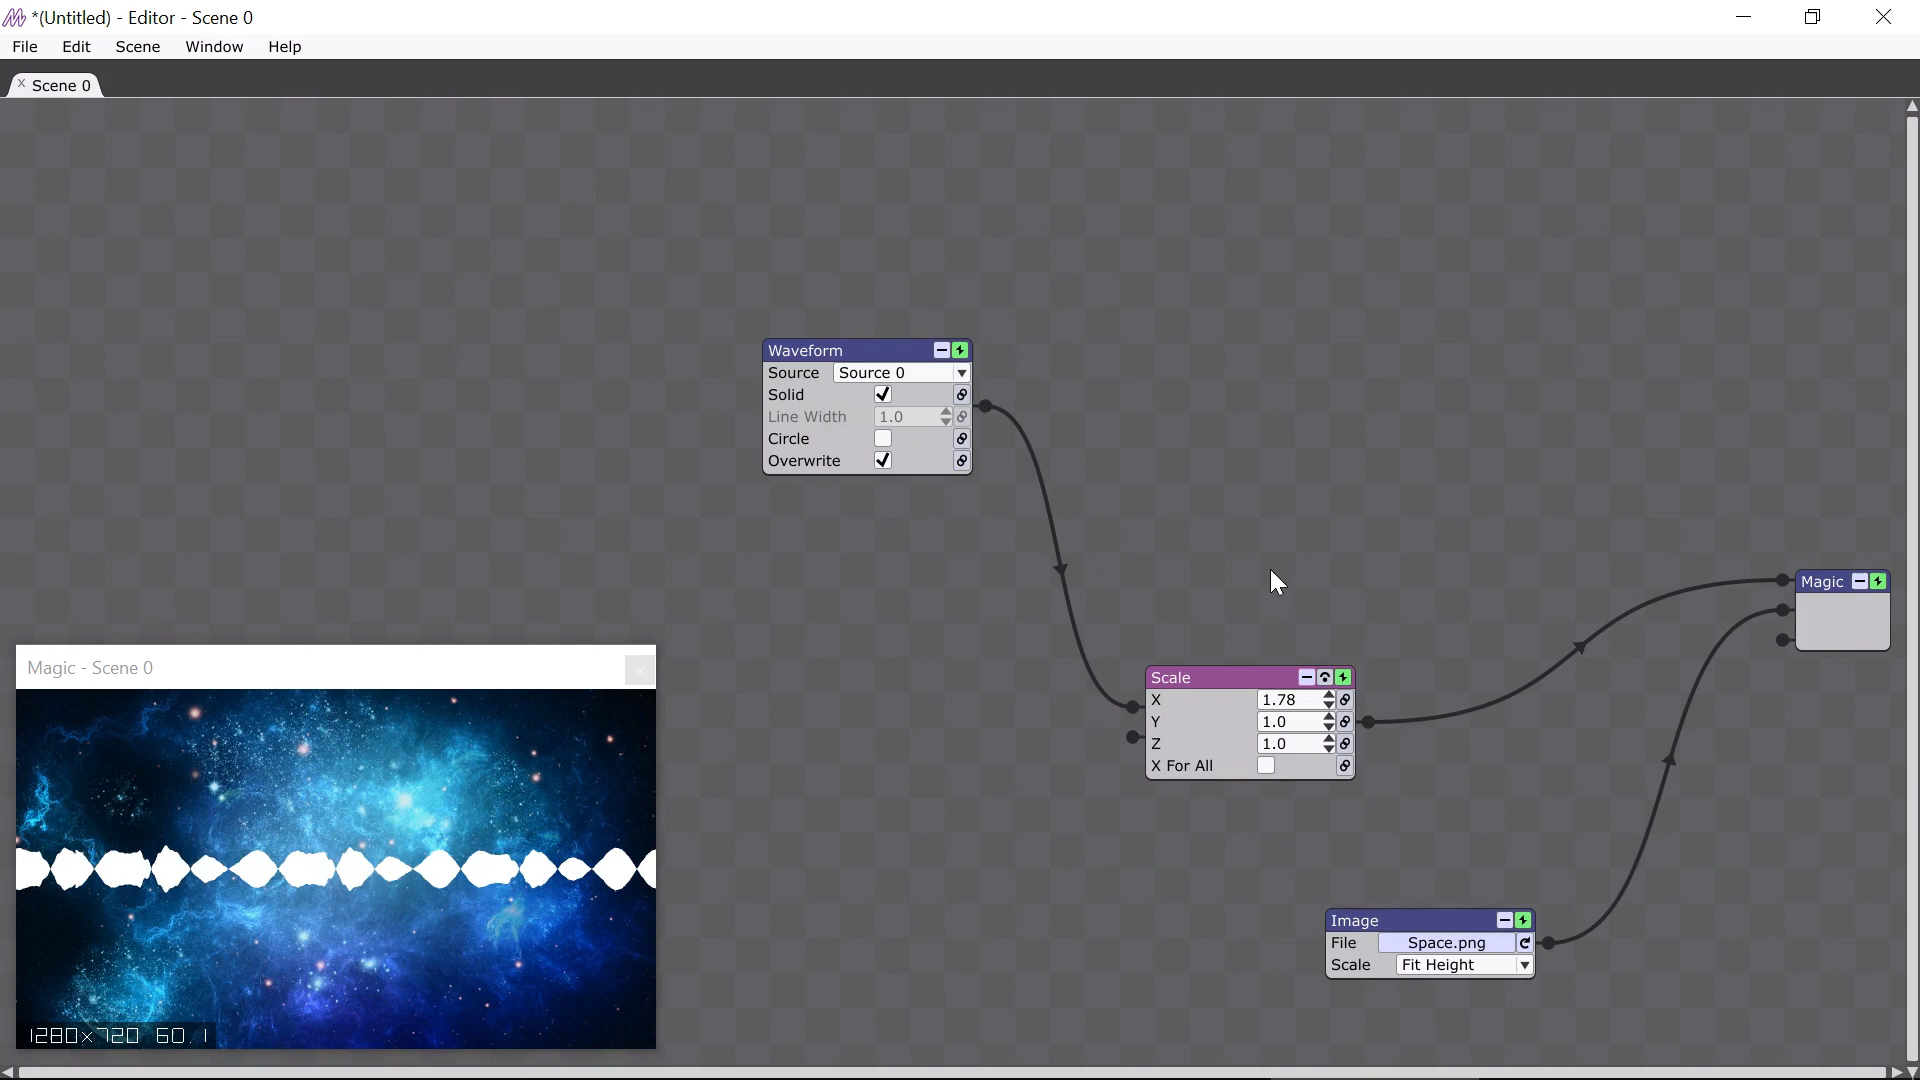 *(Untitled) - Editor - Scene 0
File Edit Scene Window Help
x Scene 0
Waveform
Source Source 0
Solid
Line Width 1.0
Circle
Overwrite
Magic
Magic - Scene 0
Scale
X 1.78
Y 1.0
Z 1.0
X For All
Image
File Space.png
Scale Fit Height
1280x720 60.1